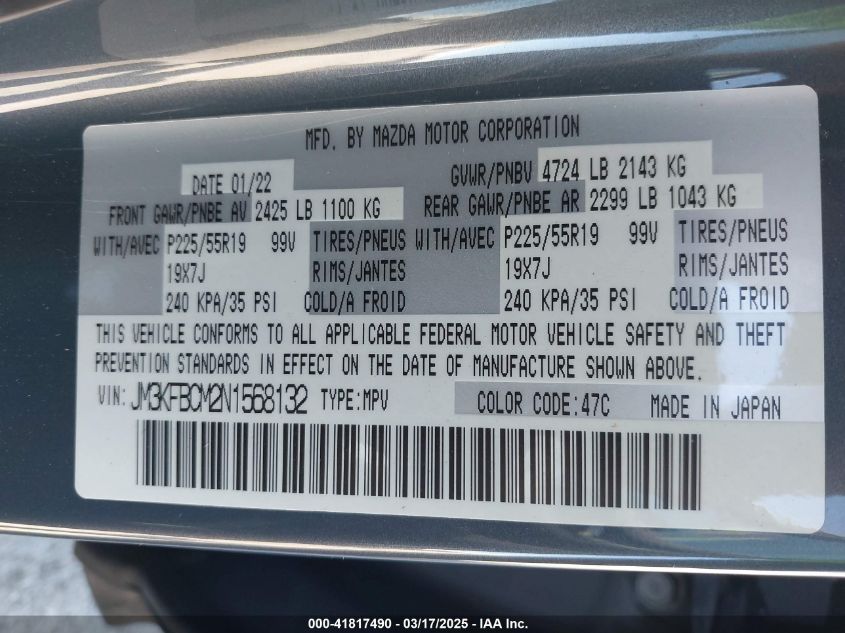 MFD. BY MAZDA MOTOR CORPORATION
DATE 01/22 GVWR/PNBV 4724 LB 2143 KG
FRONT GAWR/PNBE AV 2425 LB 1100 KG REAR GAWR/PNBE AR 2299 LB 1043 KG
WITH/AVEC P225/55R19 99V TIRES/PNEUS WITH/AVEC P225/55R19 99V TIRES/PNEUS
19X7J RIMS/JANTES 19X7J RIMS/JANTES
240 KPA/35 PSI COLD/A FROID 240 KPA/35 PSI COLD/A FROID
THIS VEHICLE CONFORMS TO ALL APPLICABLE FEDERAL MOTOR VEHICLE SAFETY AND THEFT
PREVENTION STANDARDS IN EFFECT ON THE DATE OF MANUFACTURE SHOWN ABOVE.
VIN: JM3KFBCM2N1568132 TYPE:MPV COLOR CODE:47C MADE IN JAPAN
000-41817490 - 03/17/2025 - IAA Inc.